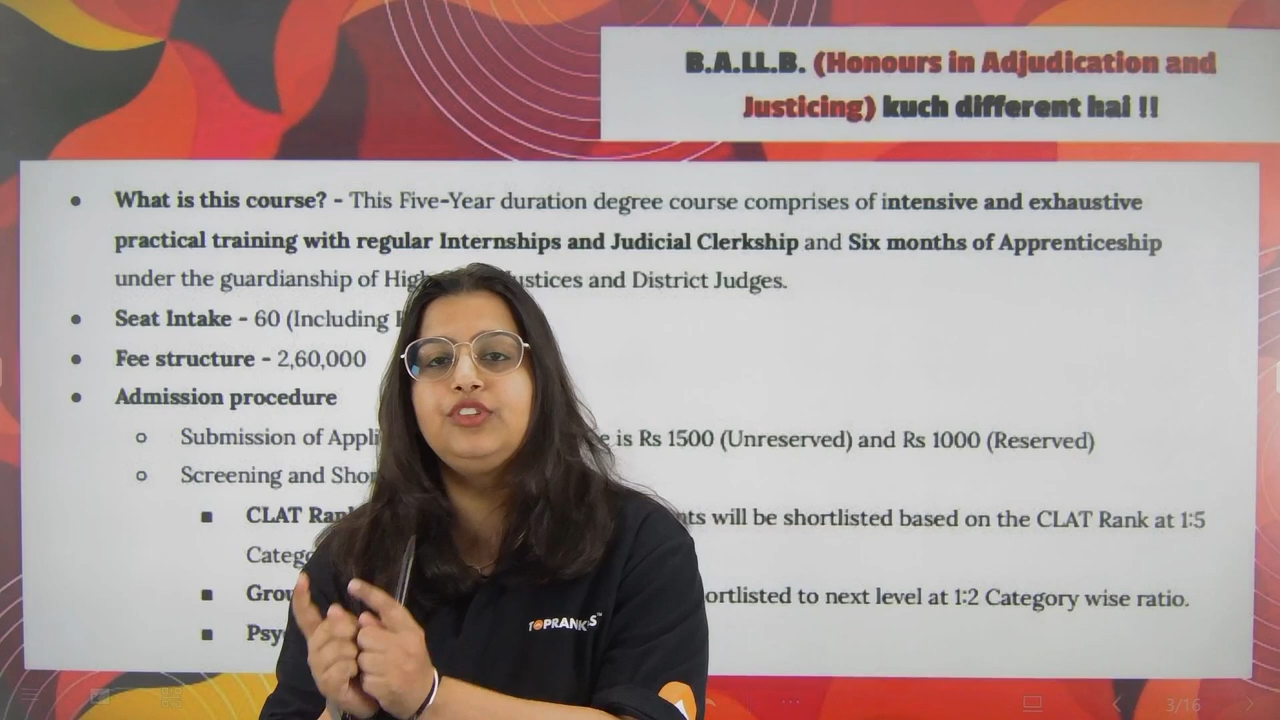 B.A.LL.B. (Honours in Adjudication and
Justicing) kuch different hai !!
What is this course? - This Five-Year duration degree course comprises of intensive and exhaustive
practical training with regular Internships and Judicial Clerkship and Six months of Apprenticeship
under the guardianship of High ustices and District Judges.
Seat Intake - 60 (Including
Fee structure - 2,60,000
Admission procedure
Submission of Appli e is Rs 1500 (Unreserved) and Rs 1000 (Reserved)
Screening and Shor
CLAT Ran nts will be shortlisted based on the CLAT Rank at 1:5
Catego
Grou ortlisted to next level at 1:2 Category wise ratio.
Psy
TOPRANKERS
3/16